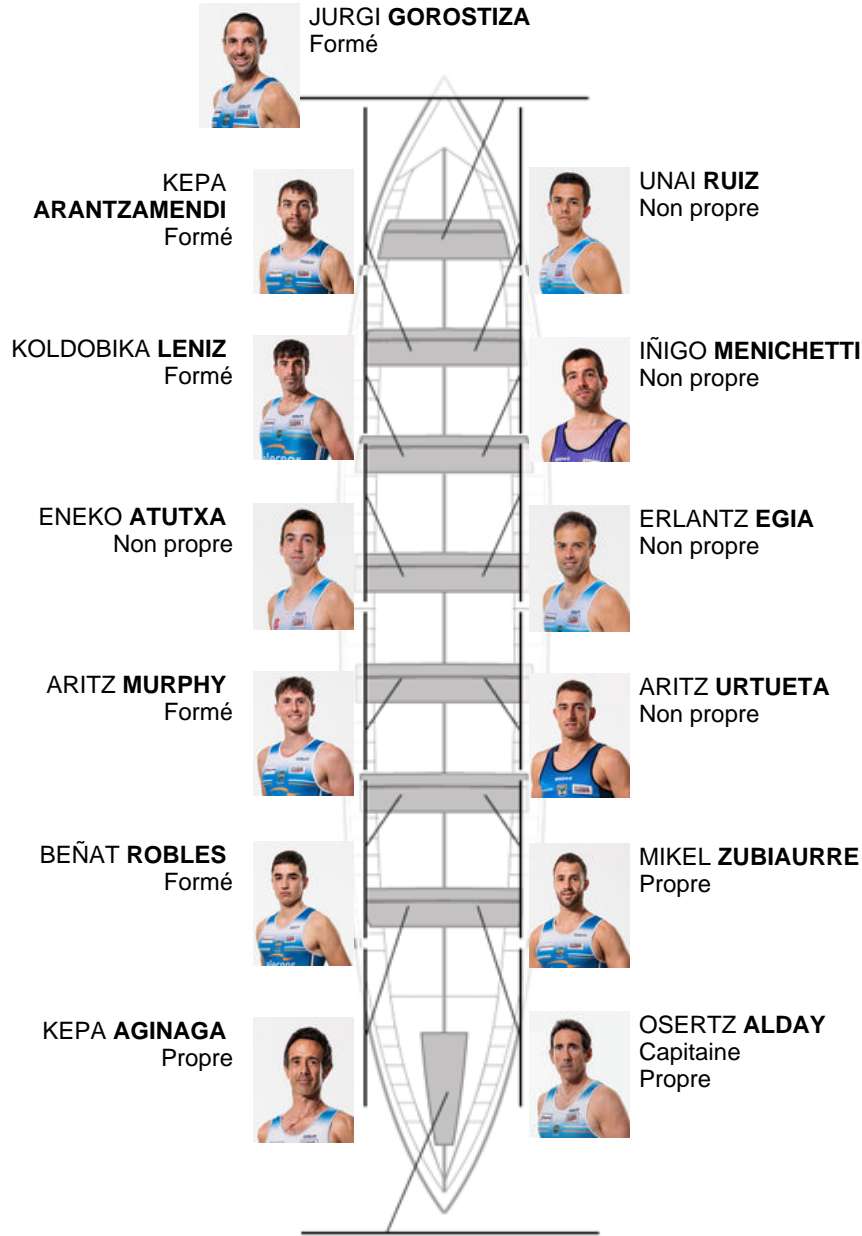 JURGI GOROSTIZA
Formé
KEPA
ARANTZAMENDI
Formé
UNAI RUIZ
Non propre
KOLDOBIKA LENIZ
Formé
IÑIGO MENICHETTI
Non propre
ENEKO ATUTXA
Non propre
ERLANTZ EGIA
Non propre
ARITZ MURPHY
Formé
ARITZ URTUETA
Non propre
BEÑAT ROBLES
Formé
MIKEL ZUBIAURRE
Propre
KEPA AGINAGA
Propre
OSERTZ ALDAY
Capitaine
Propre